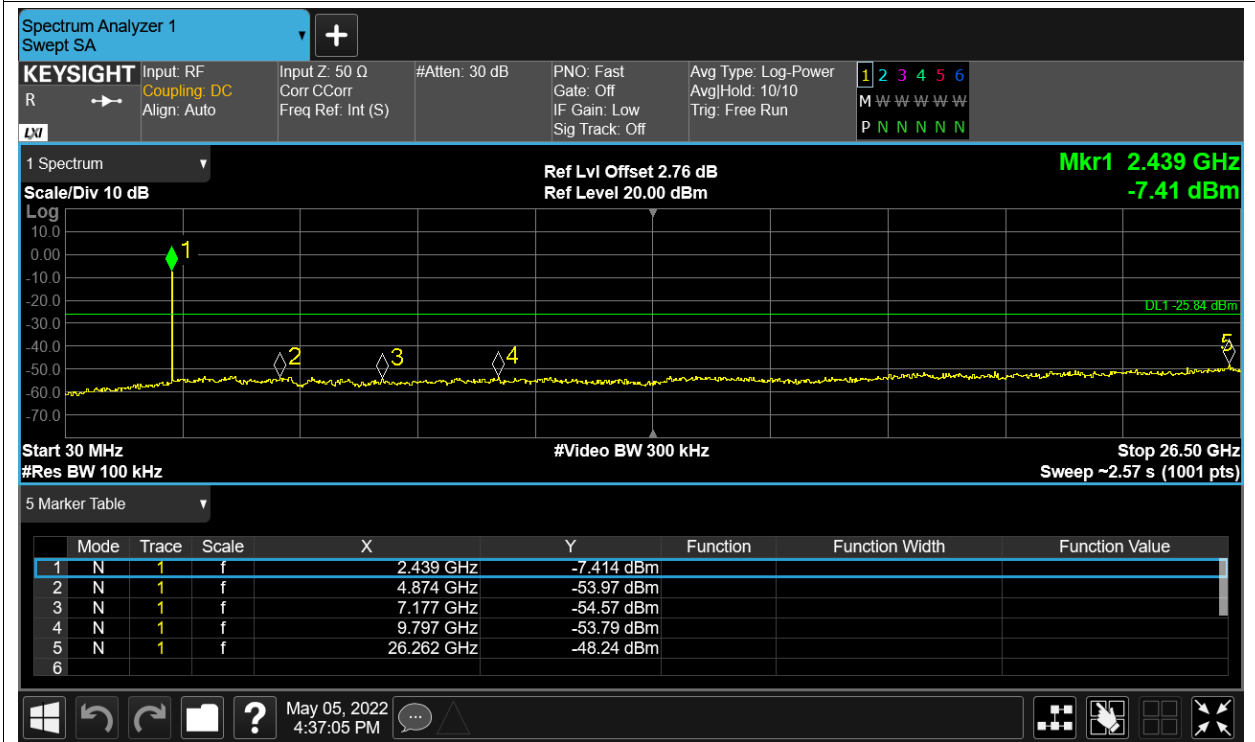 Spectrum Analyzer 1
Swept SA
+
KEYSIGHT
R
LXI
Input: RF
Coupling: DC
Align: Auto
Input Z: 50 Ω
Corr CCorr
Freq Ref: Int (S)
#Atten: 30 dB
PNO: Fast
Gate: Off
IF Gain: Low
Sig Track: Off
Avg Type: Log-Power
Avg|Hold: 10/10
Trig: Free Run
1 2 3 4 5 6
M W W W W W
P N N N N N
1 Spectrum
Scale/Div 10 dB
Ref Lvl Offset 2.76 dB
Ref Level 20.00 dBm
Mkr1 2.439 GHz
-7.41 dBm
Log
10.0
0.00
-10.0
-20.0
-30.0
-40.0
-50.0
-60.0
-70.0
1
2
3
4
5
DL1 -25.84 dBm
Start 30 MHz
#Res BW 100 kHz
#Video BW 300 kHz
Stop 26.50 GHz
Sweep ~2.57 s (1001 pts)
5 Marker Table
Mode Trace Scale X Y Function Function Width Function Value
1 N 1 f 2.439 GHz -7.414 dBm
2 N 1 f 4.874 GHz -53.97 dBm
3 N 1 f 7.177 GHz -54.57 dBm
4 N 1 f 9.797 GHz -53.79 dBm
5 N 1 f 26.262 GHz -48.24 dBm
6
?
May 05, 2022
4:37:05 PM